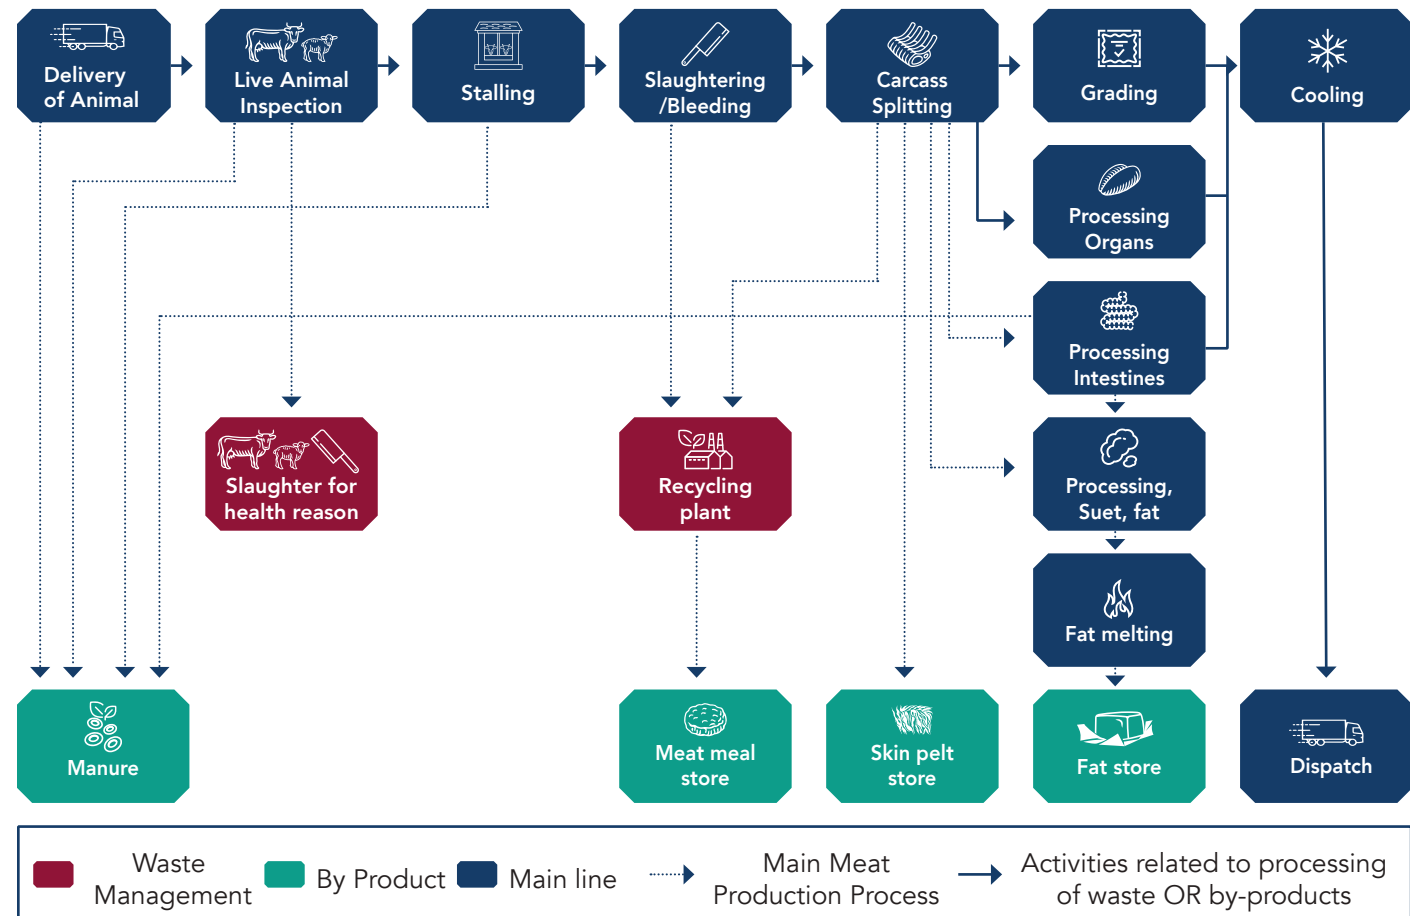 Delivery
of Animal
Live Animal
Inspection
Stalling
Slaughtering
/Bleeding
Carcass
Splitting
Grading
Cooling
Processing
Organs
Processing
Intestines
Slaughter for
health reason
Recycling
plant
Processing,
Suet, fat
Fat melting
Manure
Meat meal
store
Skin pelt
store
Fat store
Dispatch
Waste
Management
By Product
Main line
Main Meat
Production Process
Activities related to processing
of waste OR by-products